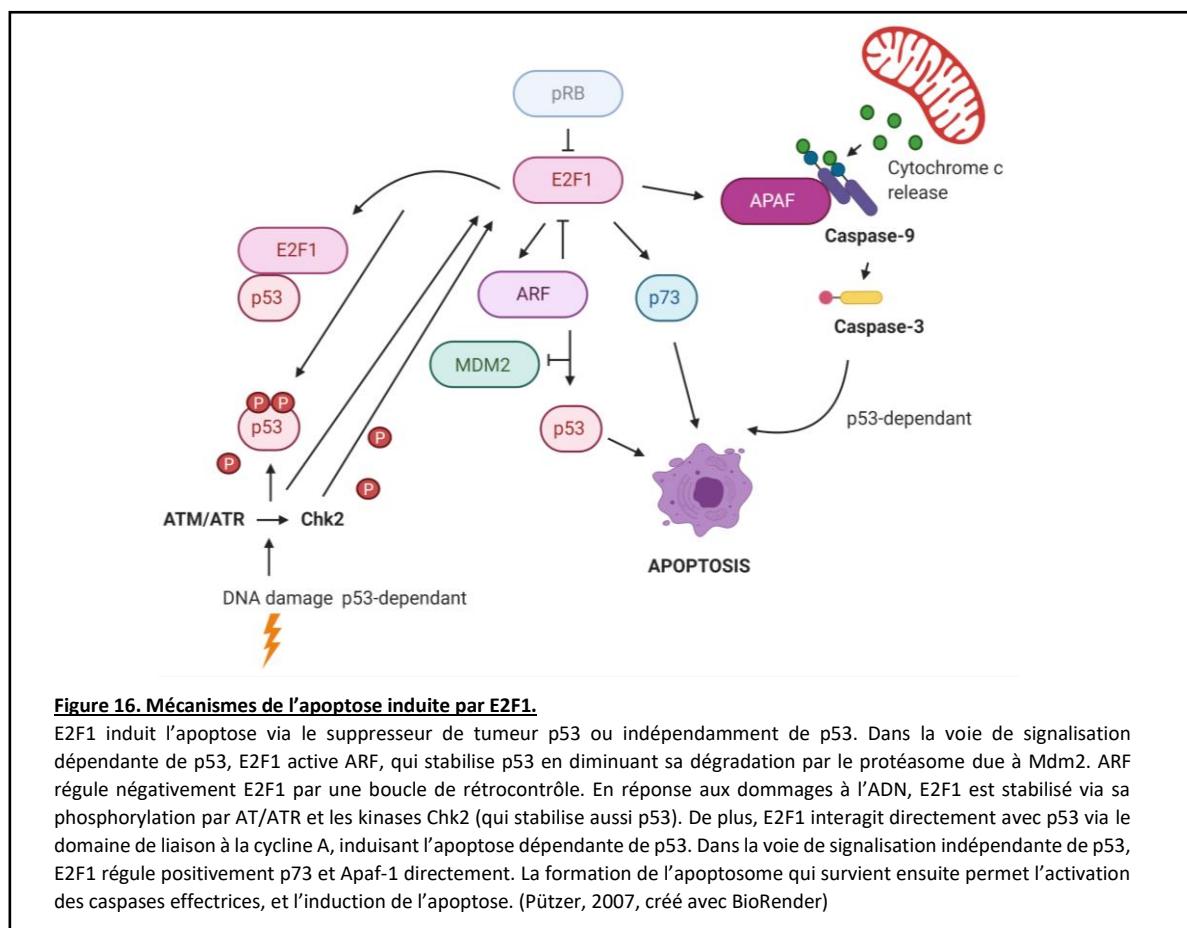 pRB
E2F1
Cytochrome c
release
APAF
Caspase-9
E2F1
p53
ARF
p73
Caspase-3
MDM2
P P
p53
P
P
p53
p53-dependant
P
ATM/ATR
Chk2
APOPTOSIS
DNA damage p53-dependant
Figure 16. Mécanismes de l’apoptose induite par E2F1.
E2F1 induit l’apoptose via le suppresseur de tumeur p53 ou indépendamment de p53. Dans la voie de signalisation
dépendante de p53, E2F1 active ARF, qui stabilise p53 en diminuant sa dégradation par le protéasome due à Mdm2. ARF
régule négativement E2F1 par une boucle de rétrocontrôle. En réponse aux dommages à l’ADN, E2F1 est stabilisé via sa
phosphorylation par AT/ATR et les kinases Chk2 (qui stabilise aussi p53). De plus, E2F1 interagit directement avec p53 via le
domaine de liaison à la cycline A, induisant l’apoptose dépendante de p53. Dans la voie de signalisation indépendante de p53,
E2F1 régule positivement p73 et Apaf-1 directement. La formation de l’apoptosome qui survient ensuite permet l’activation
des caspases effectrices, et l’induction de l’apoptose. (Pützer, 2007, créé avec BioRender)